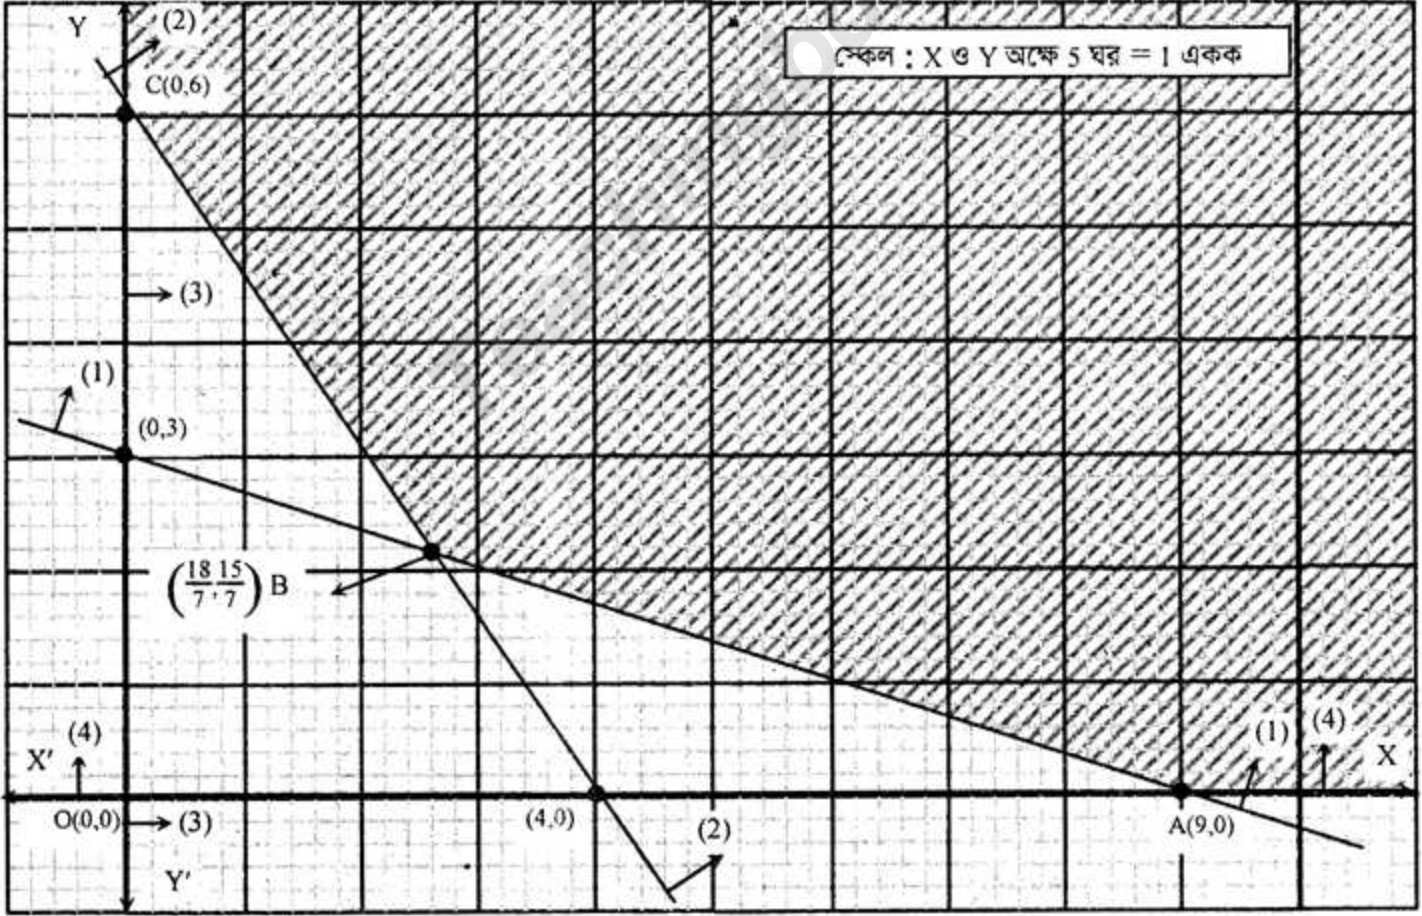 Y
(2)
C(0,6)
স্কেল : X ও Y অক্ষে 5 ঘর = 1 একক
(3)
(1)
(0,3)
(18/7, 15/7) B
(4)
X′
(1)
(4)
X
O(0,0)
(3)
(4,0)
(2)
A(9,0)
Y′